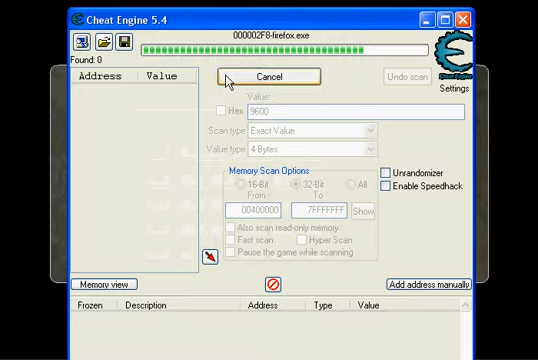 Cheat Engine 5.4
000002F8-firefox.exe
Found: 0
Address Value
Cancel
Undo scan
Settings
Value:
Hex 9600
Scan type Exact Value
Value type 4 Bytes
Memory Scan Options
16-Bit 32-Bit All
From To
00400000 7FFFFFFF Show
Also scan read-only memory
Fast scan Hyper Scan
Pause the game while scanning
Unrandomizer
Enable Speedhack
Memory view
Add address manually
Frozen Description Address Type Value